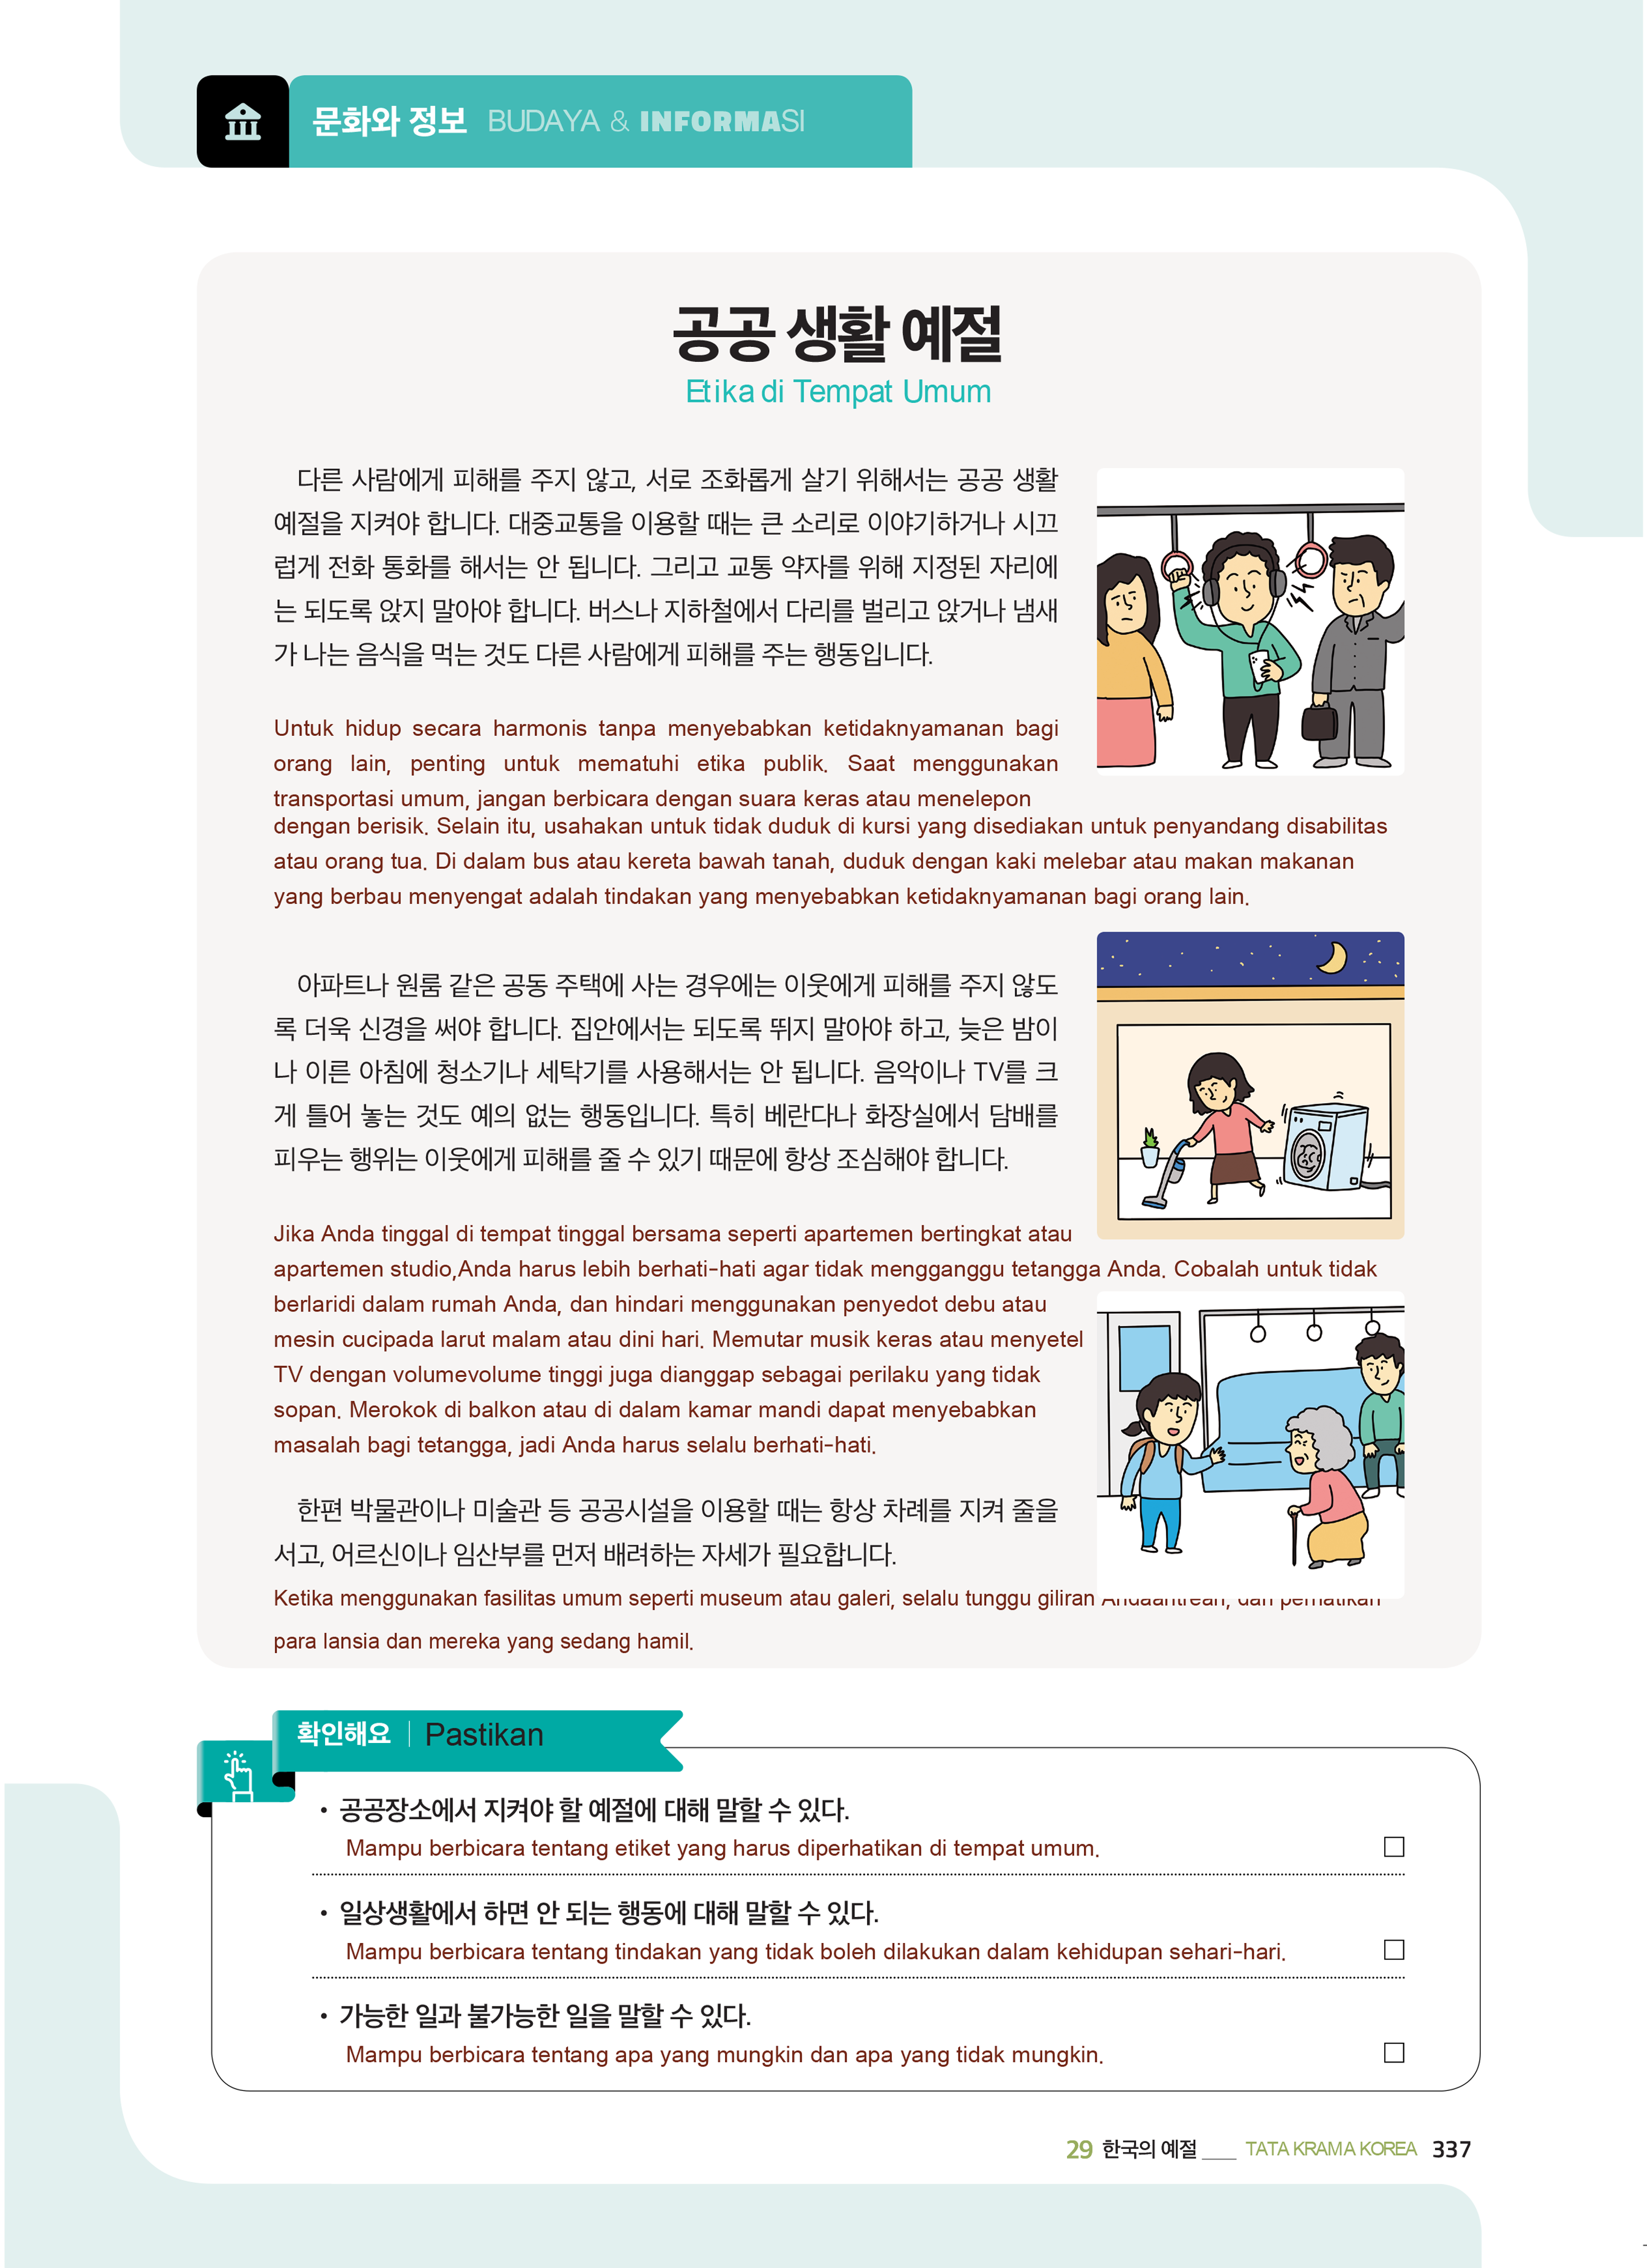 문화와 정보 BUDAYA & INFORMASI
공공 생활 예절
Etika di Tempat Umum
다른 사람에게 피해를 주지 않고, 서로 조화롭게 살기 위해서는 공공 생활
예절을 지켜야 합니다. 대중교통을 이용할 때는 큰 소리로 이야기하거나 시끄
럽게 전화 통화를 해서는 안 됩니다. 그리고 교통 약자를 위해 지정된 자리에
는 되도록 앉지 말아야 합니다. 버스나 지하철에서 다리를 벌리고 앉거나 냄새
가 나는 음식을 먹는 것도 다른 사람에게 피해를 주는 행동입니다.
Untuk hidup secara harmonis tanpa menyebabkan ketidaknyamanan bagi
orang lain, penting untuk mematuhi etika publik. Saat menggunakan
transportasi umum, jangan berbicara dengan suara keras atau menelepon
dengan berisik. Selain itu, usahakan untuk tidak duduk di kursi yang disediakan untuk penyandang disabilitas
atau orang tua. Di dalam bus atau kereta bawah tanah, duduk dengan kaki melebar atau makan makanan
yang berbau menyengat adalah tindakan yang menyebabkan ketidaknyamanan bagi orang lain.
아파트나 원룸 같은 공동 주택에 사는 경우에는 이웃에게 피해를 주지 않도
록 더욱 신경을 써야 합니다. 집안에서는 되도록 뛰지 말아야 하고, 늦은 밤이
나 이른 아침에 청소기나 세탁기를 사용해서는 안 됩니다. 음악이나 TV를 크
게 틀어 놓는 것도 예의 없는 행동입니다. 특히 베란다나 화장실에서 담배를
피우는 행위는 이웃에게 피해를 줄 수 있기 때문에 항상 조심해야 합니다.
Jika Anda tinggal di tempat tinggal bersama seperti apartemen bertingkat atau
apartemen studio,Anda harus lebih berhati-hati agar tidak mengganggu tetangga Anda. Cobalah untuk tidak
berlaridi dalam rumah Anda, dan hindari menggunakan penyedot debu atau
mesin cucipada larut malam atau dini hari. Memutar musik keras atau menyetel
TV dengan volumevolume tinggi juga dianggap sebagai perilaku yang tidak
sopan. Merokok di balkon atau di dalam kamar mandi dapat menyebabkan
masalah bagi tetangga, jadi Anda harus selalu berhati-hati.
한편 박물관이나 미술관 등 공공시설을 이용할 때는 항상 차례를 지켜 줄을
서고, 어르신이나 임산부를 먼저 배려하는 자세가 필요합니다.
Ketika menggunakan fasilitas umum seperti museum atau galeri, selalu tunggu giliran
para lansia dan mereka yang sedang hamil.
확인해요 Pastikan
• 공공장소에서 지켜야 할 예절에 대해 말할 수 있다.
Mampu berbicara tentang etiket yang harus diperhatikan di tempat umum.
• 일상생활에서 하면 안 되는 행동에 대해 말할 수 있다.
Mampu berbicara tentang tindakan yang tidak boleh dilakukan dalam kehidupan sehari-hari.
• 가능한 일과 불가능한 일을 말할 수 있다.
Mampu berbicara tentang apa yang mungkin dan apa yang tidak mungkin.
29 한국의 예절 ___ TATA KRAMA KOREA 337